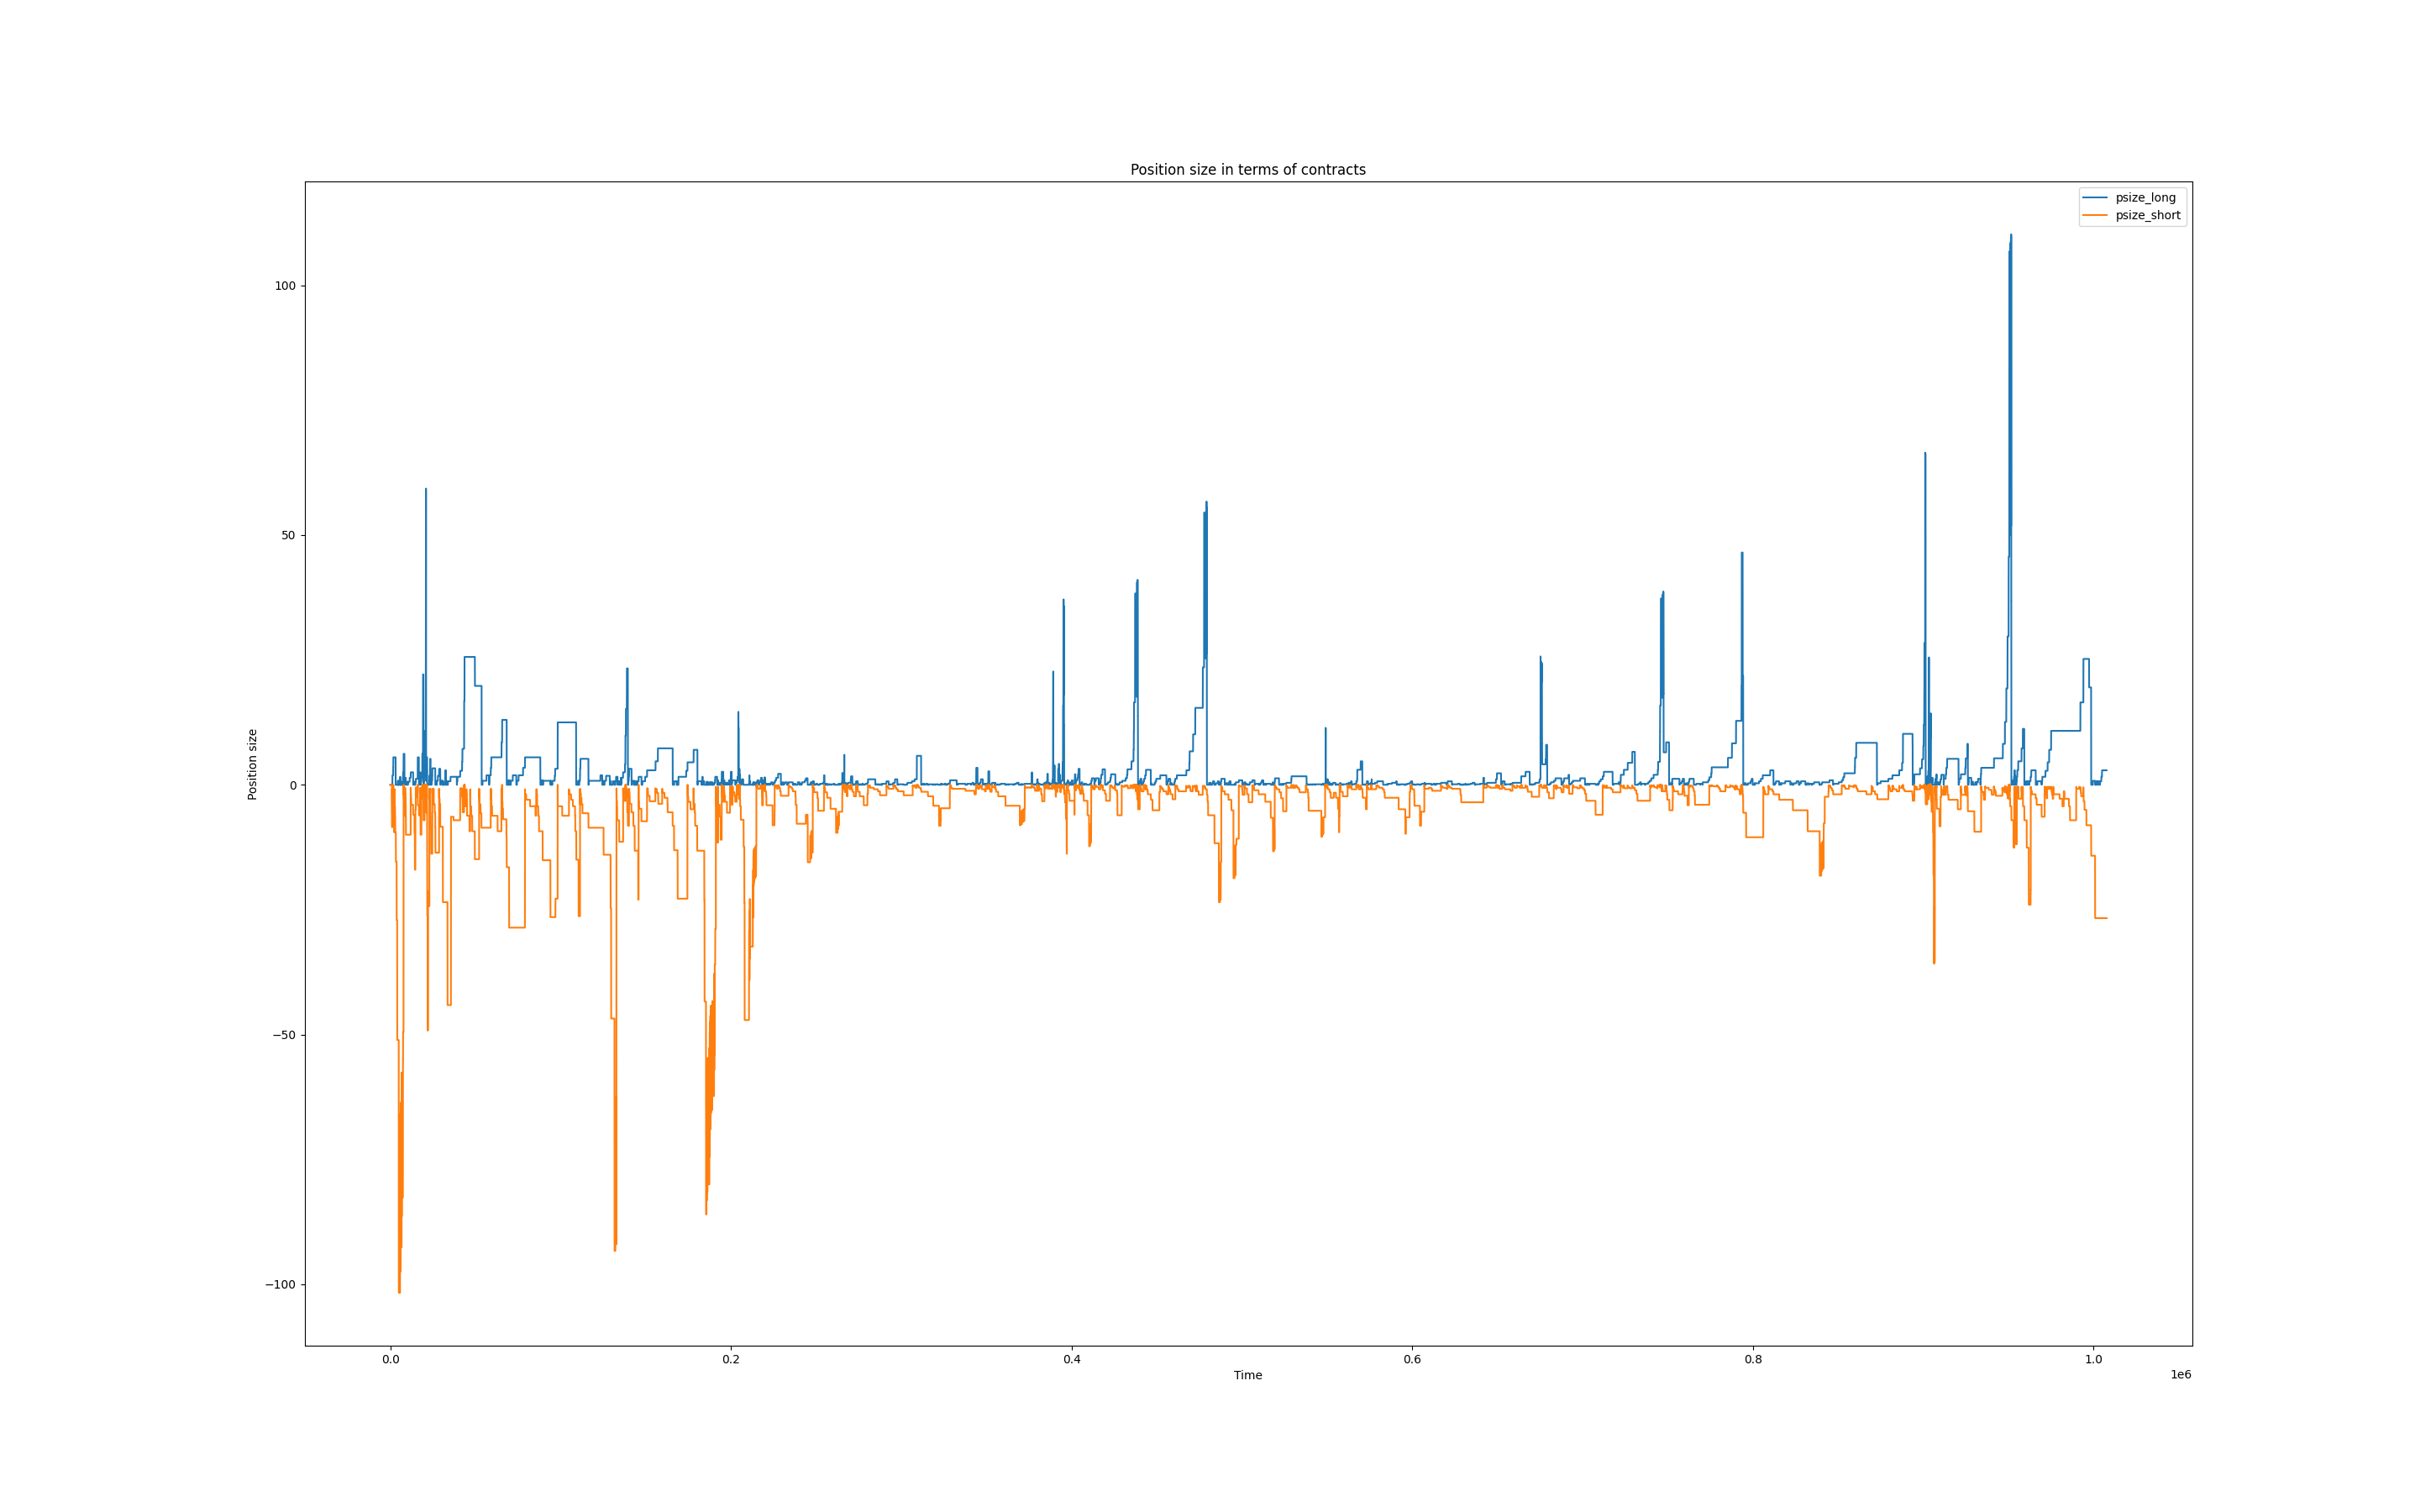 Position size in terms of contracts
psize_long
psize_short
Position size
100
50
0
−50
−100
0.0
0.2
0.4
0.6
0.8
1.0
1e6
Time